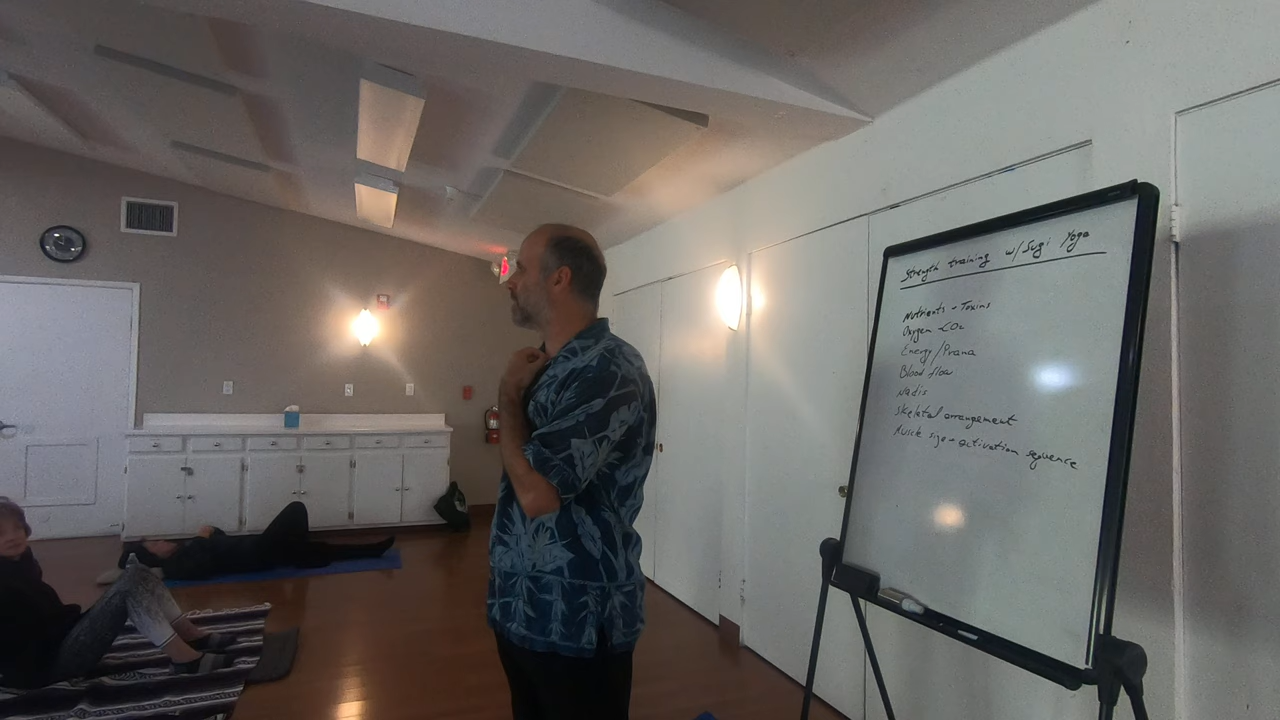 Strength training w/ Sugi Yoga
Nutrients - Toxins
Oxygen - CO₂
Energy/Prana
Blood flow
Nadis
Skeletal arrangement
Muscle sign - activation sequence